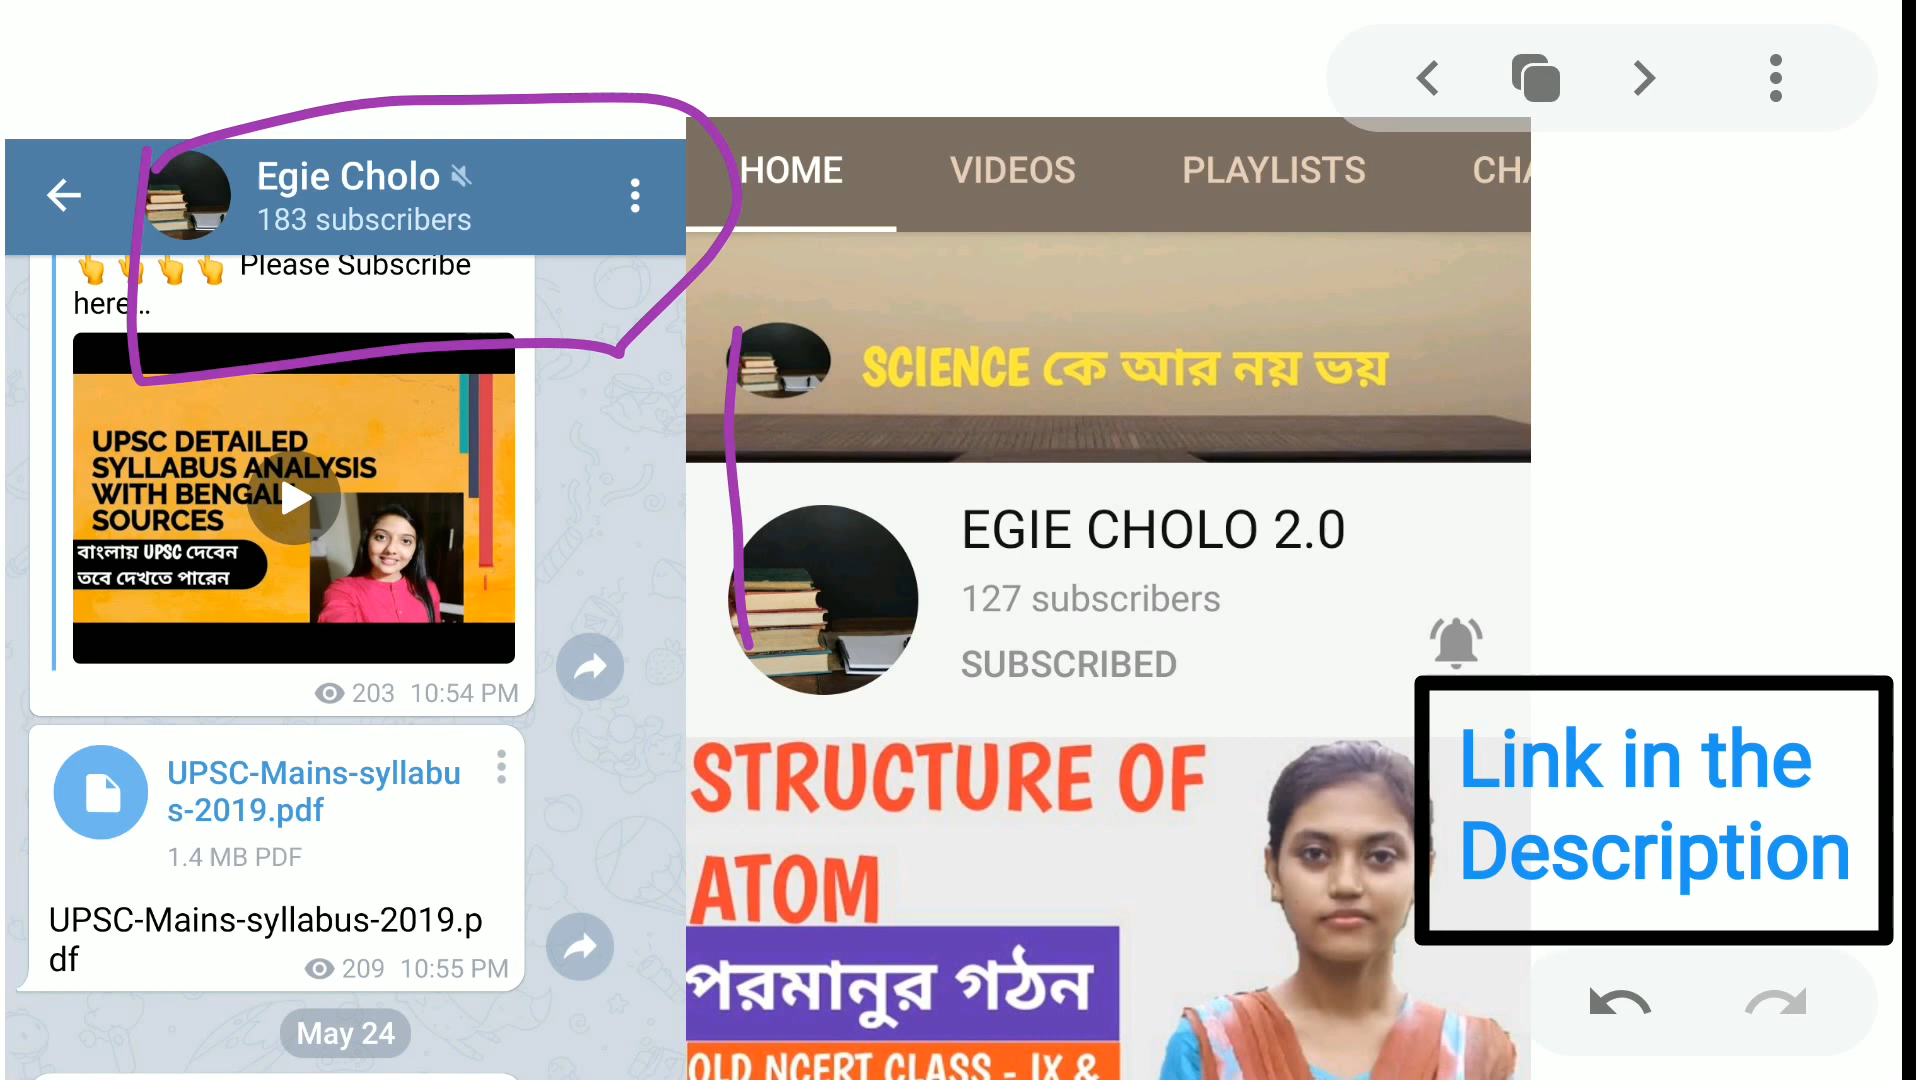 Egie Cholo
183 subscribers
Please Subscribe
here...
UPSC DETAILED
SYLLABUS ANALYSIS
WITH BENGALI
SOURCES
বাংলায় UPSC দেবেন
তবে দেখতে পারেন
203 10:54 PM
UPSC-Mains-syllabu
s-2019.pdf
1.4 MB PDF
UPSC-Mains-syllabus-2019.p
df
209 10:55 PM
May 24
HOME VIDEOS PLAYLISTS CHA
SCIENCE কে আর নয় ভয়
EGIE CHOLO 2.0
127 subscribers
SUBSCRIBED
STRUCTURE OF
ATOM
পরমানুর গঠন
OLD NCERT CLASS - IX &
Link in the
Description